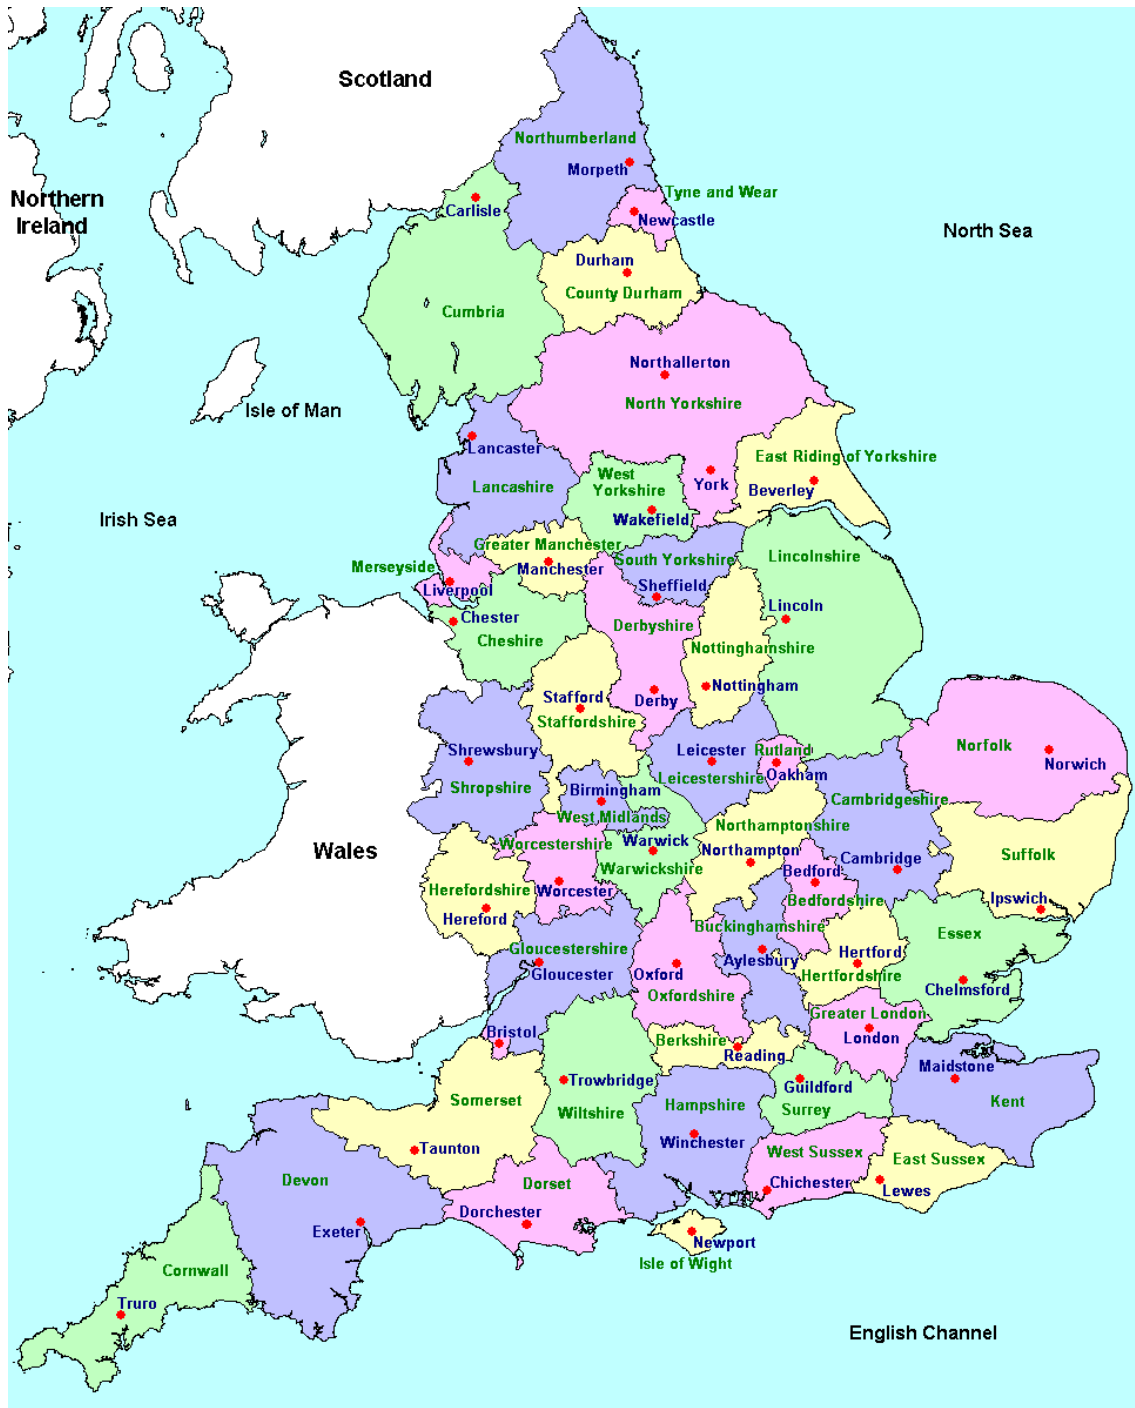 Scotland
Northumberland
Morpeth
Northern
Ireland
Tyne and Wear
Carlisle
Newcastle
North Sea
Durham
County Durham
Cumbria
Northallerton
North Yorkshire
Isle of Man
Lancaster
East Riding of Yorkshire
Lancashire
West
Yorkshire
York
Beverley
Irish Sea
Wakefield
Greater Manchester
South Yorkshire
Lincolnshire
Merseyside
Manchester
Liverpool
Sheffield
Lincoln
Chester
Derbyshire
Cheshire
Nottinghamshire
Nottingham
Stafford
Derby
Staffordshire
Shrewsbury
Leicester
Rutland
Norfolk
Norwich
Leicestershire
Oakham
Shropshire
Birmingham
Cambridgeshire
West Midlands
Northamptonshire
Wales
Worcestershire
Warwick
Northampton
Cambridge
Suffolk
Warwickshire
Bedford
Herefordshire
Worcester
Bedfordshire
Ipswich
Hereford
Buckinghamshire
Essex
Gloucestershire
Hertford
Aylesbury
Oxford
Gloucester
Hertfordshire
Chelmsford
Oxfordshire
Greater London
Bristol
Berkshire
London
Reading
Maidstone
Trowbridge
Guildford
Somerset
Hampshire
Surrey
Kent
Wiltshire
Winchester
Taunton
West Sussex
East Sussex
Devon
Dorset
Chichester
Lewes
Dorchester
Exeter
Newport
Isle of Wight
Cornwall
Truro
English Channel